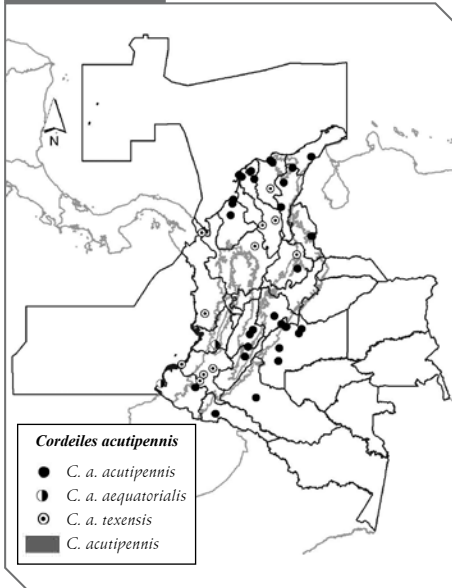 N
Cordeiles acutipennis
C. a. acutipennis
C. a. aequatorialis
C. a. texensis
C. acutipennis